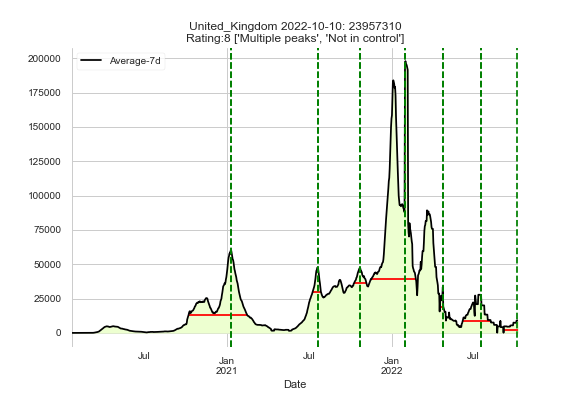 United_Kingdom 2022-10-10: 23957310
Rating:8 ['Multiple peaks', 'Not in control']
Average-7d
200000
175000
150000
125000
100000
75000
50000
25000
0
Jul
Jan
2021
Jul
Jan
2022
Jul
Date